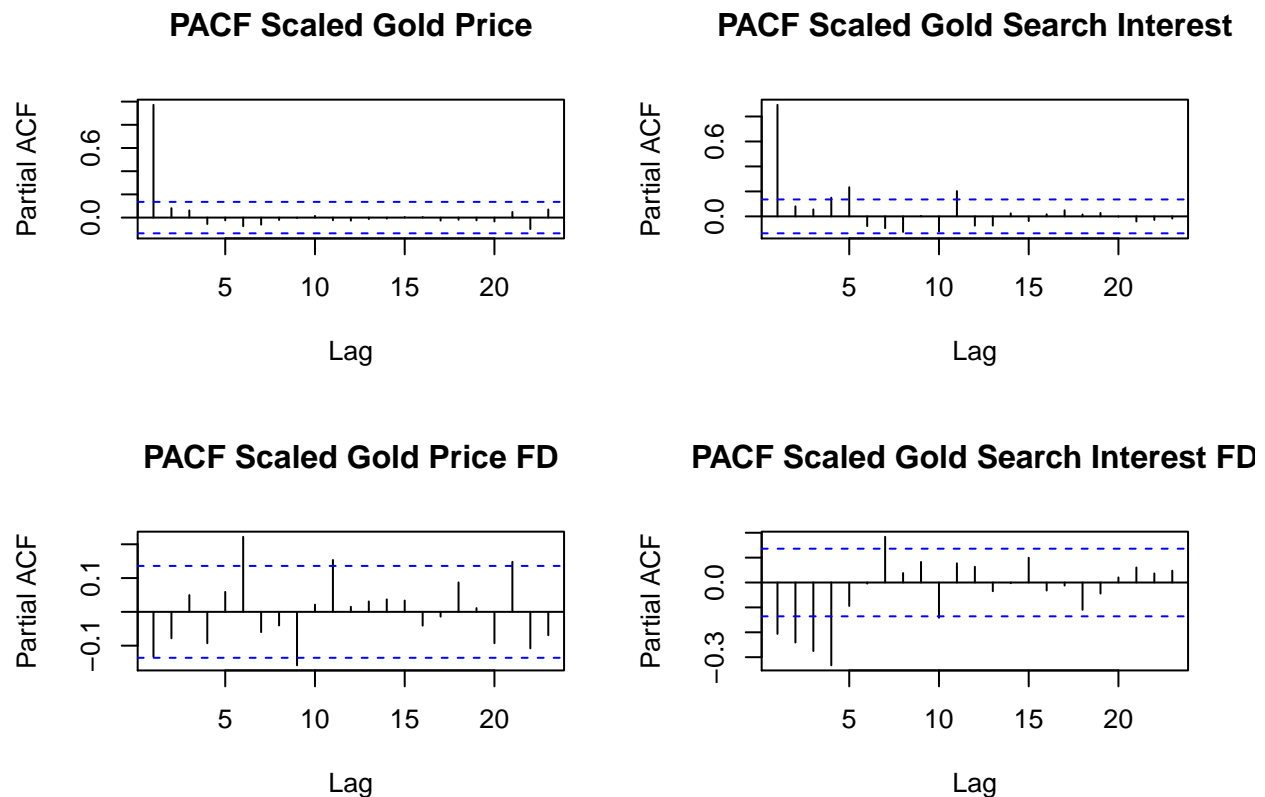 PACF Scaled Gold Price
Partial ACF
0.0 0.6
5 10 15 20
Lag
PACF Scaled Gold Search Interest
Partial ACF
0.0 0.6
5 10 15 20
Lag
PACF Scaled Gold Price FD
Partial ACF
−0.1 0.1
5 10 15 20
Lag
PACF Scaled Gold Search Interest FD
Partial ACF
−0.3 0.0
5 10 15 20
Lag